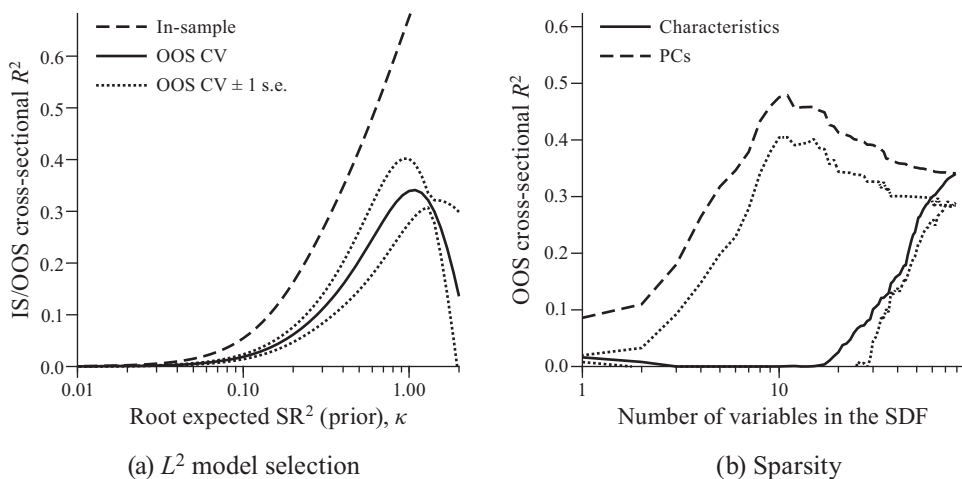 IS/OOS cross-sectional R²
0.6
0.5
0.4
0.3
0.2
0.1
0.0
In-sample
OOS CV
OOS CV ± 1 s.e.
0.01
0.10
1.00
Root expected SR² (prior), κ
(a) L² model selection
OOS cross-sectional R²
0.6
0.5
0.4
0.3
0.2
0.1
0.0
Characteristics
PCs
1
10
Number of variables in the SDF
(b) Sparsity